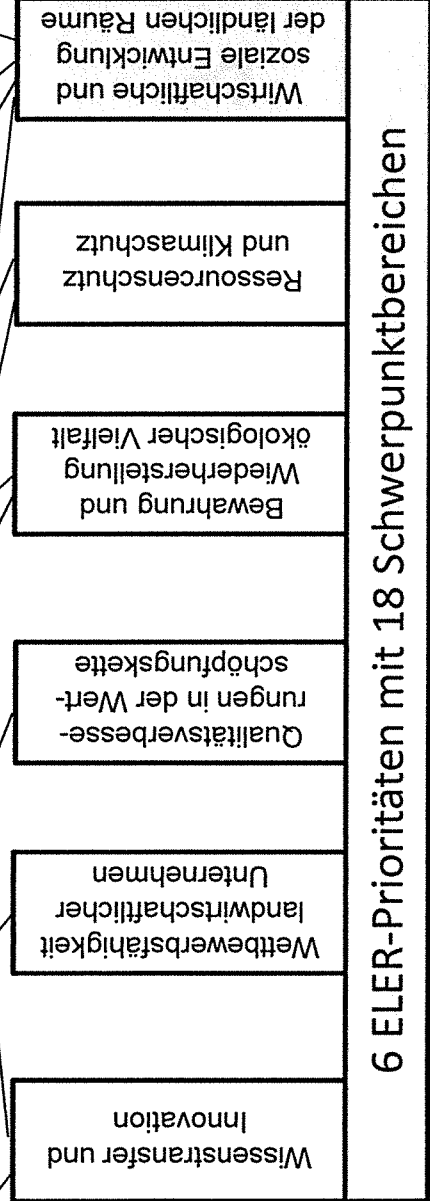 Wirtschaftliche und
soziale Entwicklung
der ländlichen Räume
Ressourcenschutz
und Klimaschutz
Bewahrung und
Wiederherstellung
ökologischer Vielfalt
Qualitätsverbesse-
rungen in der Wert-
schöpfungskette
Wettbewerbsfähigkeit
landwirtschaftlicher
Unternehmen
Wissenstransfer und
Innovation
6 ELER-Prioritäten mit 18 Schwerpunktbereichen